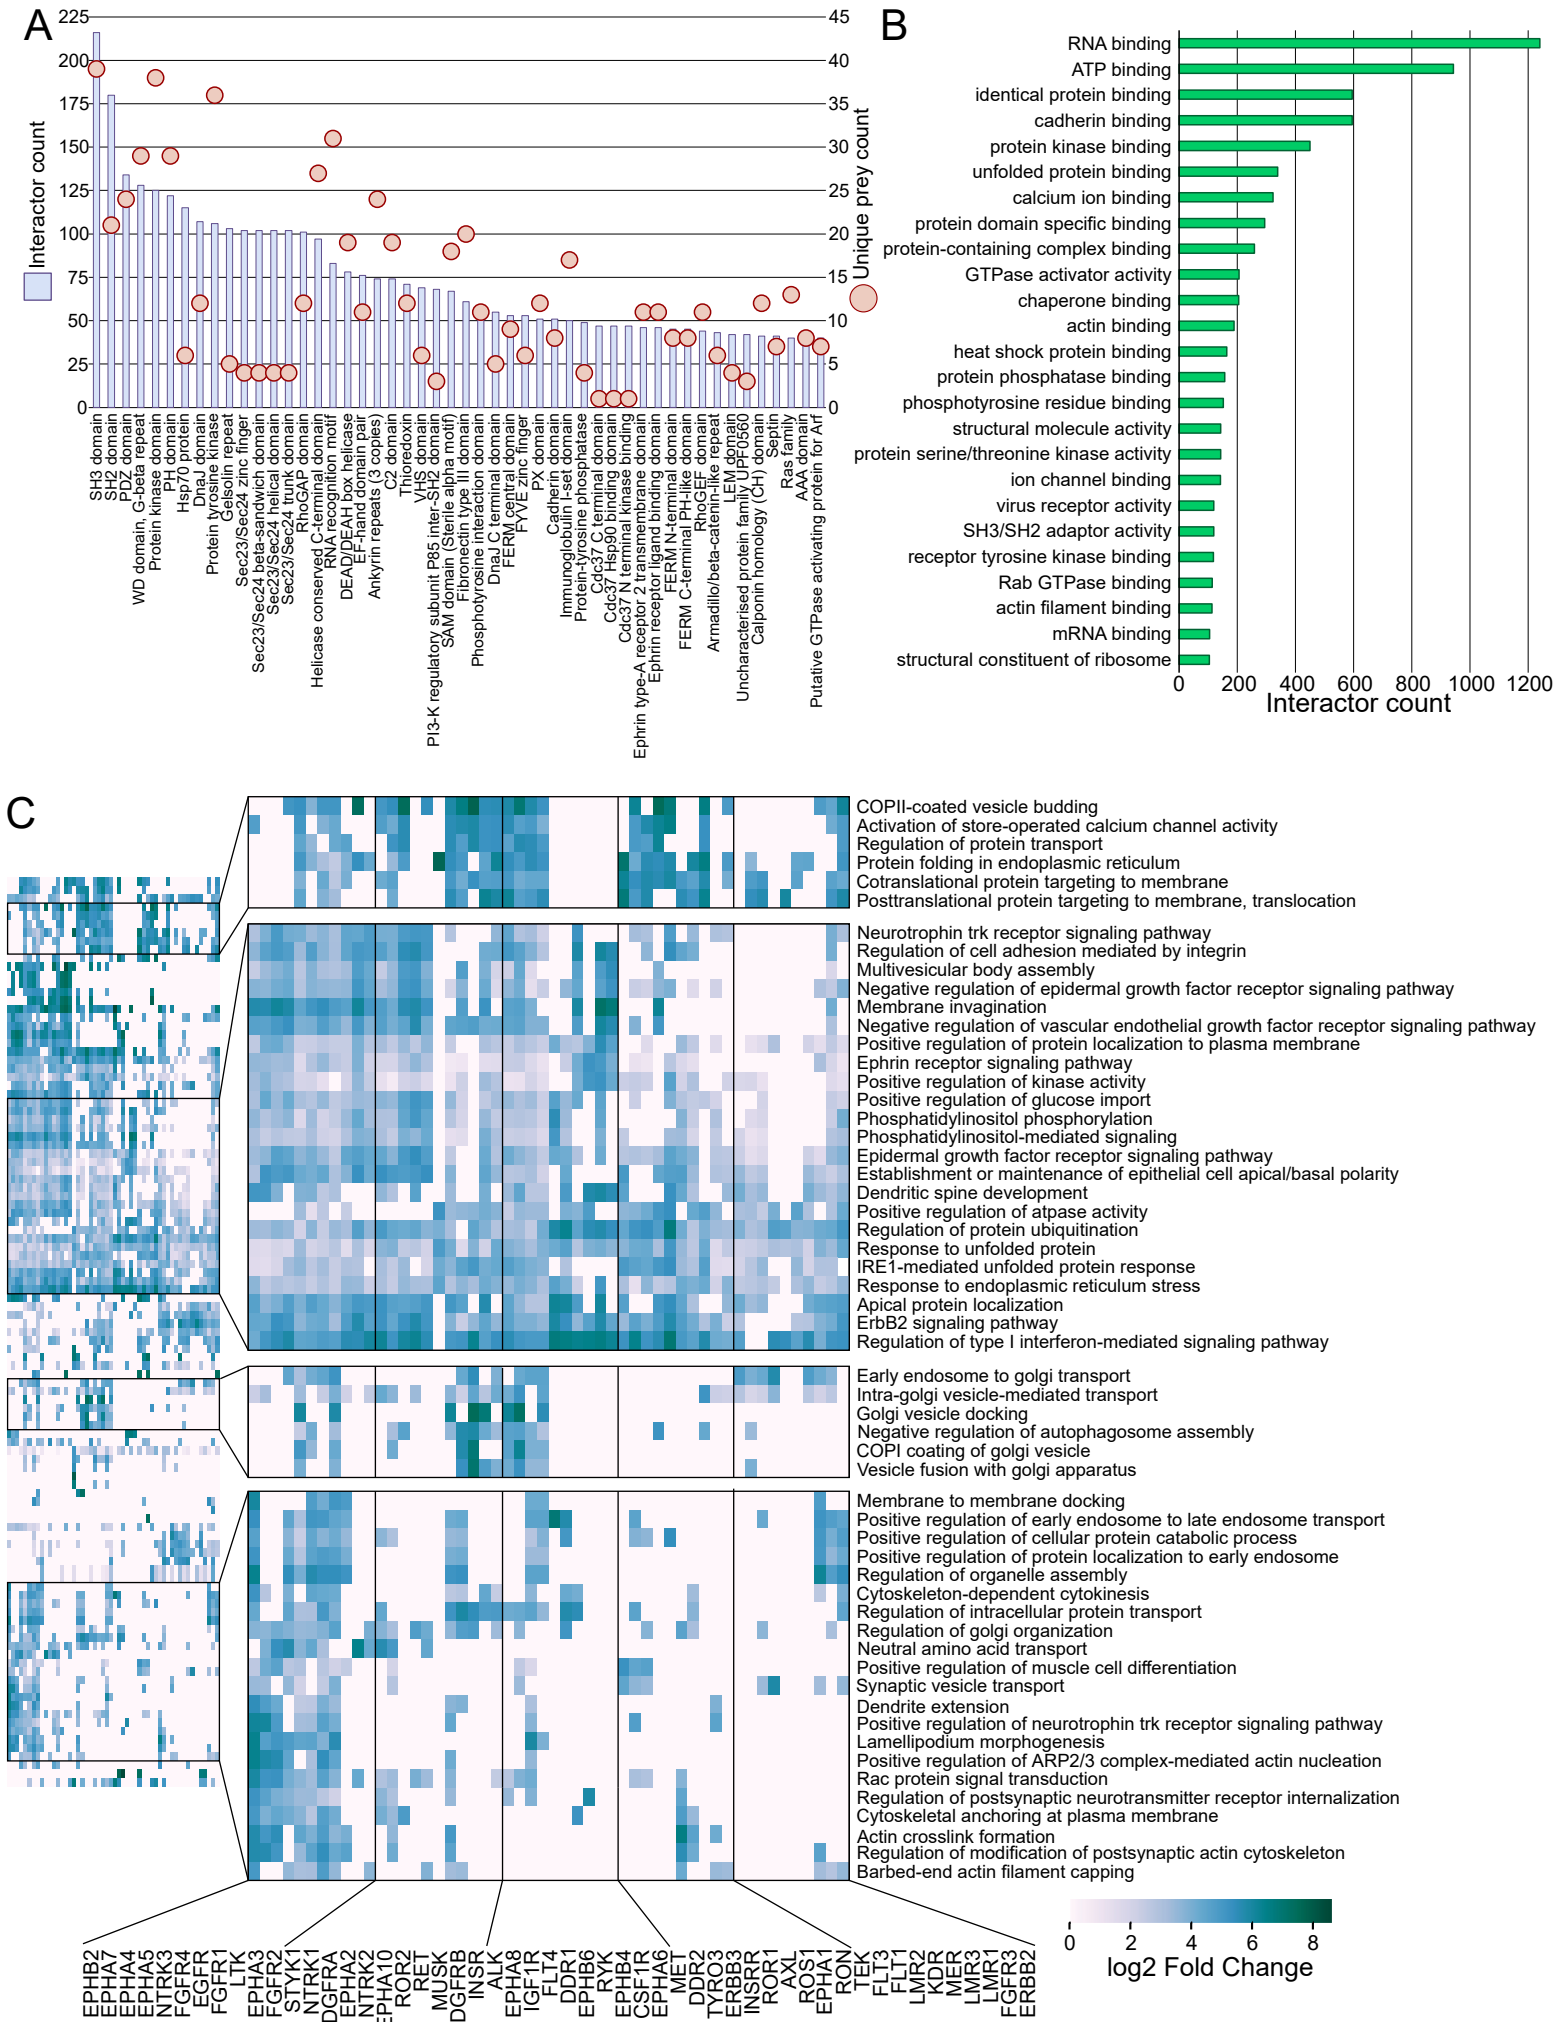 A
225
200
175
150
125
100
75
50
25
0
45
40
35
30
25
20
15
10
5
0
Interactor count
Unique prey count
SH3 domain
SH2 domain
PDZ domain
WD domain, G-beta repeat
Protein kinase domain
PH domain
Hsp70 protein
DnaJ domain
Protein tyrosine kinase
Gelsolin repeat
Sec23/Sec24 zinc finger
Sec23/Sec24 beta-sandwich domain
Sec23/Sec24 helical domain
Sec23/Sec24 trunk domain
RhoGAP domain
Helicase conserved C-terminal domain
RNA recognition motif
DEAD/DEAH box helicase
EF-hand domain pair
Ankyrin repeats (3 copies)
C2 domain
Thioredoxin
VHS domain
PI3-K regulatory subunit P85 inter-SH2 domain
SAM domain (Sterile alpha motif)
Fibronectin type III domain
Phosphotyrosine interaction domain
DnaJ C terminal domain
FERM central domain
FYVE zinc finger
PX domain
Cadherin domain
Immunoglobulin I-set domain
Protein-tyrosine phosphatase
Cdc37 C terminal domain
Cdc37 Hsp90 binding domain
Cdc37 N terminal kinase binding
Ephrin type-A receptor 2 transmembrane domain
Ephrin receptor ligand binding domain
FERM N-terminal domain
FERM C-terminal PH-like domain
RhoGEF domain
Armadillo/beta-catenin-like repeat
LEM domain
Uncharacterised protein family UPF0560
Calponin homology (CH) domain
Septin
Ras family
AAA domain
Putative GTPase activating protein for Arf
B
RNA binding
ATP binding
identical protein binding
cadherin binding
protein kinase binding
unfolded protein binding
calcium ion binding
protein domain specific binding
protein-containing complex binding
GTPase activator activity
chaperone binding
actin binding
heat shock protein binding
protein phosphatase binding
phosphotyrosine residue binding
structural molecule activity
protein serine/threonine kinase activity
ion channel binding
virus receptor activity
SH3/SH2 adaptor activity
receptor tyrosine kinase binding
Rab GTPase binding
actin filament binding
mRNA binding
structural constituent of ribosome
0 200 400 600 800 1000 1200
Interactor count
C
COPII-coated vesicle budding
Activation of store-operated calcium channel activity
Regulation of protein transport
Protein folding in endoplasmic reticulum
Cotranslational protein targeting to membrane
Posttranslational protein targeting to membrane, translocation
Neurotrophin trk receptor signaling pathway
Regulation of cell adhesion mediated by integrin
Multivesicular body assembly
Negative regulation of epidermal growth factor receptor signaling pathway
Membrane invagination
Negative regulation of vascular endothelial growth factor receptor signaling pathway
Positive regulation of protein localization to plasma membrane
Ephrin receptor signaling pathway
Positive regulation of kinase activity
Positive regulation of glucose import
Phosphatidylinositol phosphorylation
Phosphatidylinositol-mediated signaling
Epidermal growth factor receptor signaling pathway
Establishment or maintenance of epithelial cell apical/basal polarity
Dendritic spine development
Positive regulation of atpase activity
Regulation of protein ubiquitination
Response to unfolded protein
IRE1-mediated unfolded protein response
Response to endoplasmic reticulum stress
Apical protein localization
ErbB2 signaling pathway
Regulation of type I interferon-mediated signaling pathway
Early endosome to golgi transport
Intra-golgi vesicle-mediated transport
Golgi vesicle docking
Negative regulation of autophagosome assembly
COPI coating of golgi vesicle
Vesicle fusion with golgi apparatus
Membrane to membrane docking
Positive regulation of early endosome to late endosome transport
Positive regulation of cellular protein catabolic process
Positive regulation of protein localization to early endosome
Regulation of organelle assembly
Cytoskeleton-dependent cytokinesis
Regulation of intracellular protein transport
Regulation of golgi organization
Neutral amino acid transport
Positive regulation of muscle cell differentiation
Synaptic vesicle transport
Dendrite extension
Positive regulation of neurotrophin trk receptor signaling pathway
Lamellipodium morphogenesis
Positive regulation of ARP2/3 complex-mediated actin nucleation
Rac protein signal transduction
Regulation of postsynaptic neurotransmitter receptor internalization
Cytoskeletal anchoring at plasma membrane
Actin crosslink formation
Regulation of modification of postsynaptic actin cytoskeleton
Barbed-end actin filament capping
EPHB2
EPHA7
EPHA4
EPHA5
NTRK3
FGFR4
EGFR
FGFR1
LTK
EPHA3
FGFR2
STYK1
NTRK1
DGFRA
EPHA2
NTRK2
EPHA10
ROR2
RET
MUSK
DGFRB
INSR
ALK
EPHA8
IGF1R
FLT4
DDR1
EPHB6
RYK
EPHB4
CSF1R
EPHA6
MET
DDR2
TYRO3
ERBB3
INSRR
ROR1
AXL
ROS1
EPHA1
RON
TEK
FLT3
FLT1
LMR2
KDR
MER
LMR3
LMR1
FGFR3
ERBB2
0 2 4 6 8
log2 Fold Change